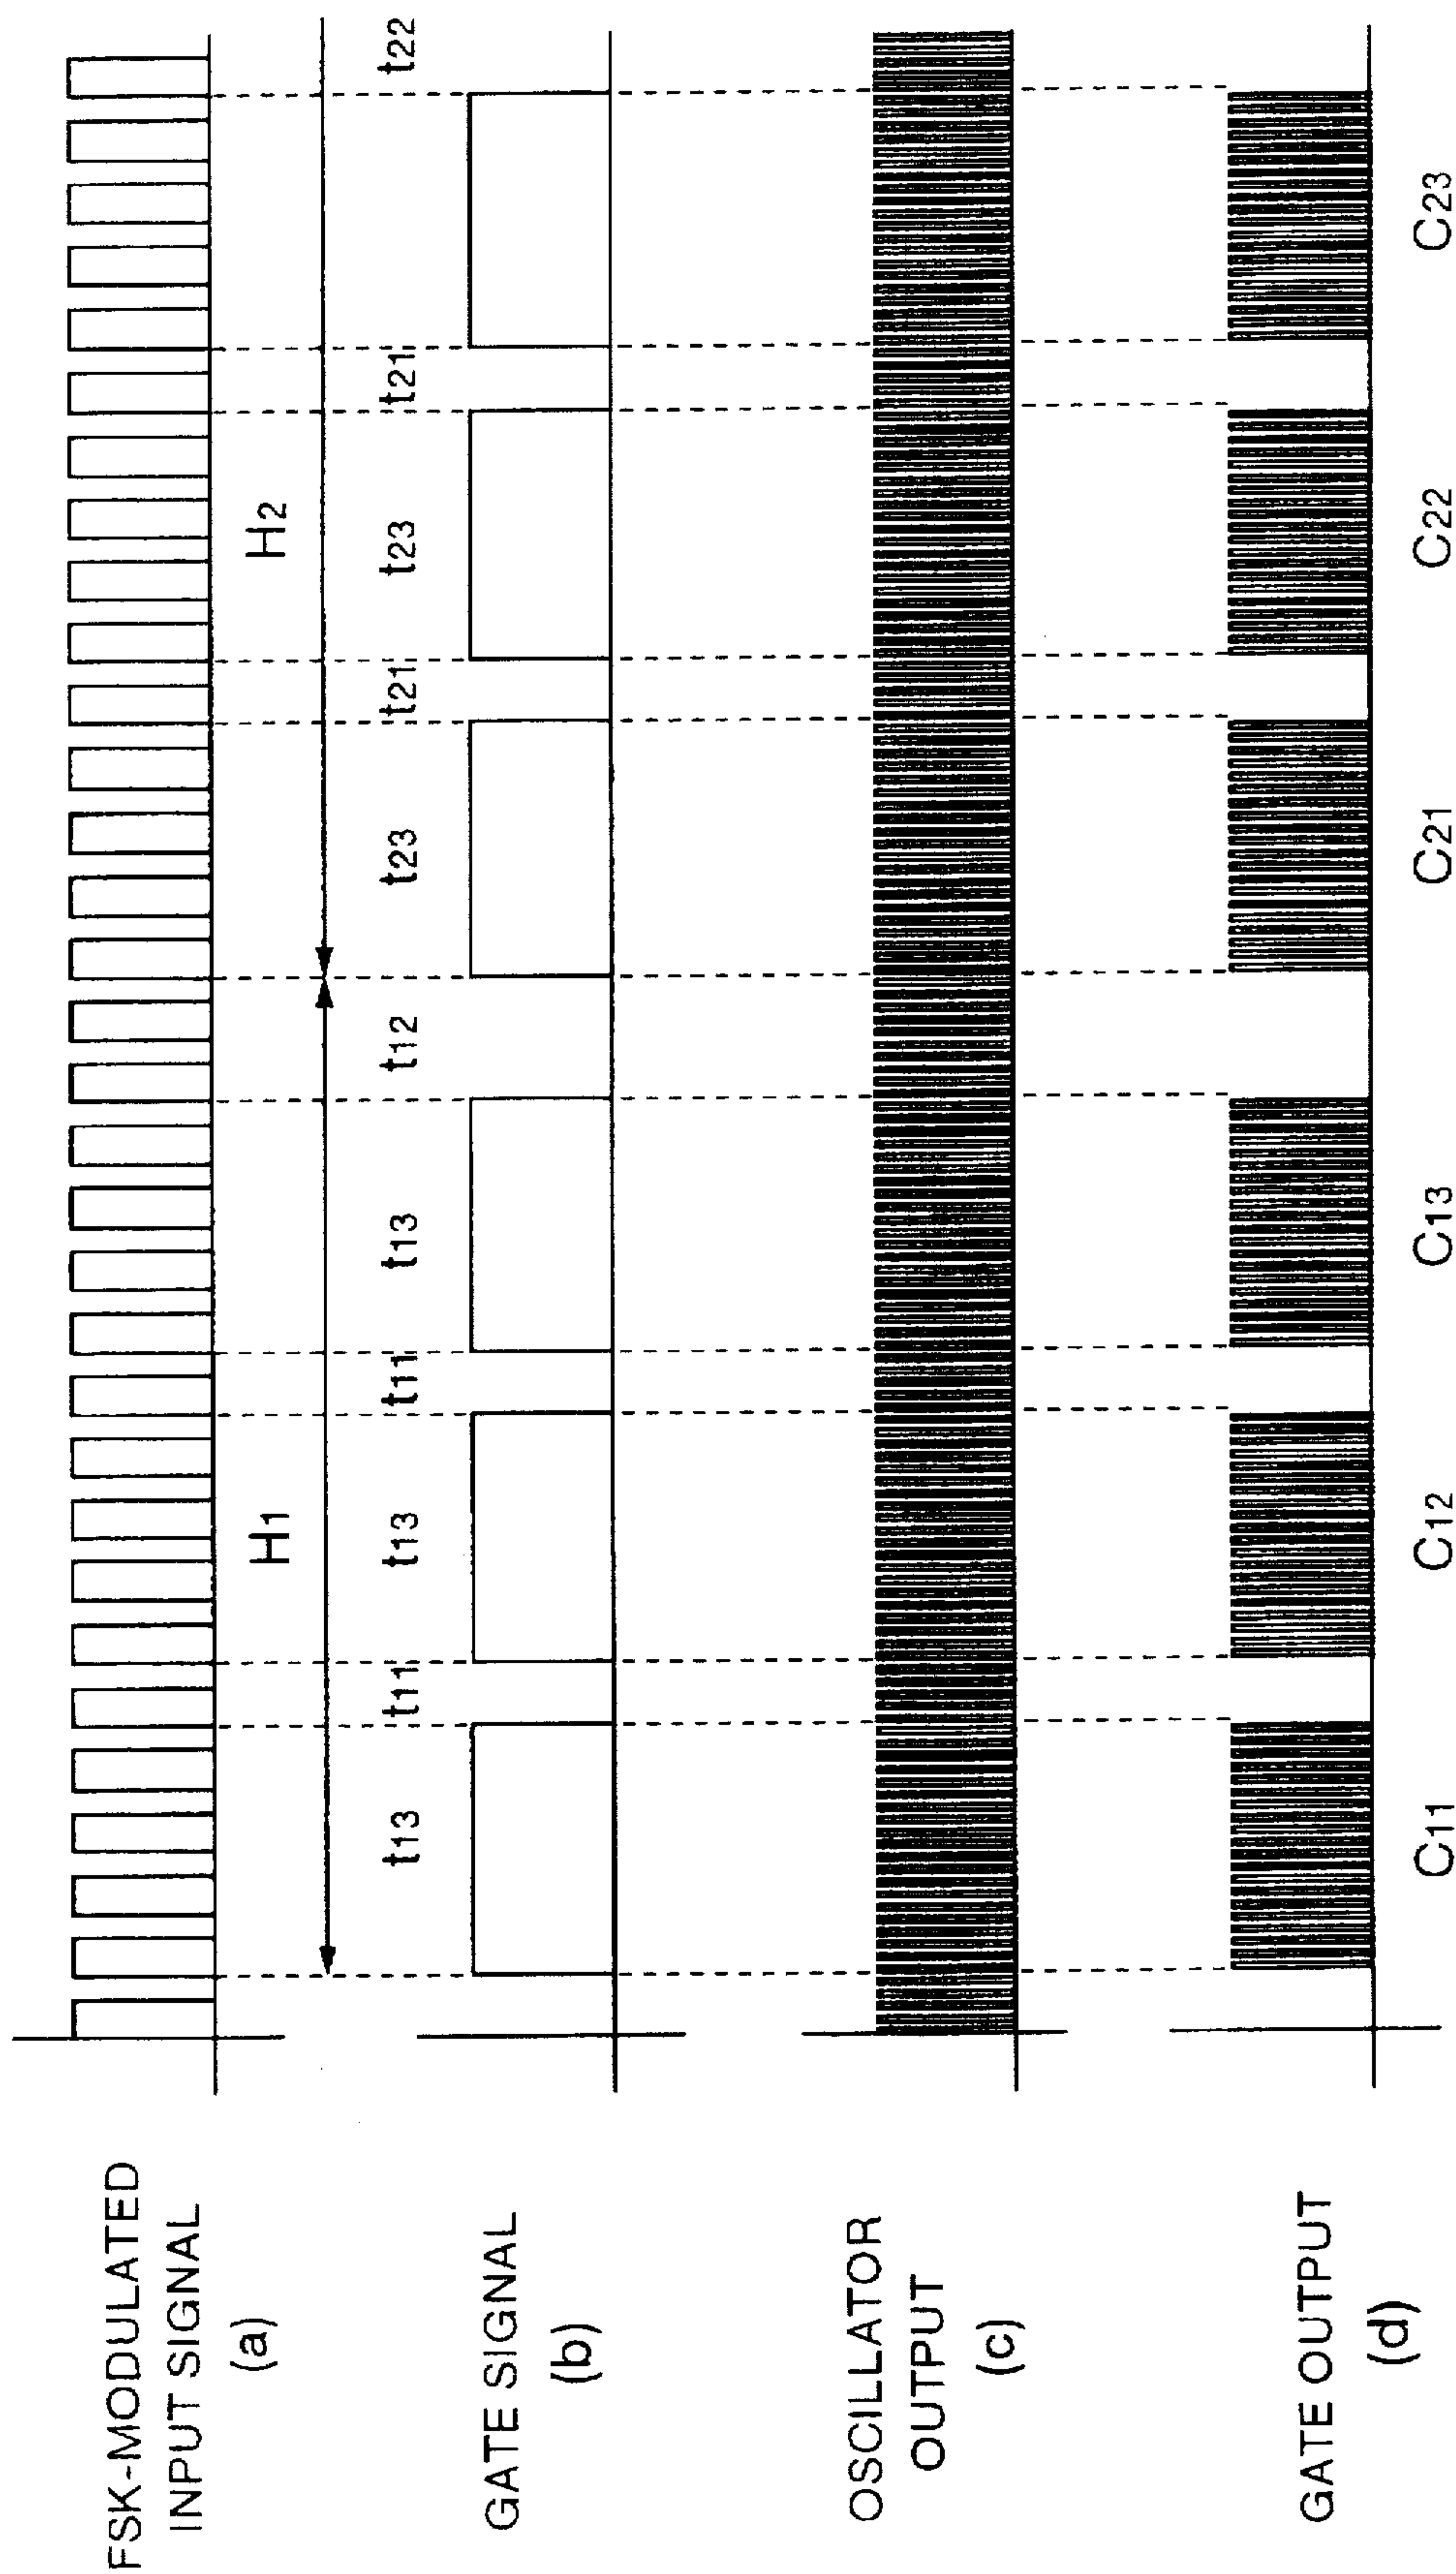 FSK-MODULATED
INPUT SIGNAL
(a)
H1
H2
GATE SIGNAL
(b)
t13
t11
t13
t11
t13
t12
t23
t21
t23
t21
t22
OSCILLATOR
OUTPUT
(c)
GATE OUTPUT
(d)
C11
C12
C13
C21
C22
C23